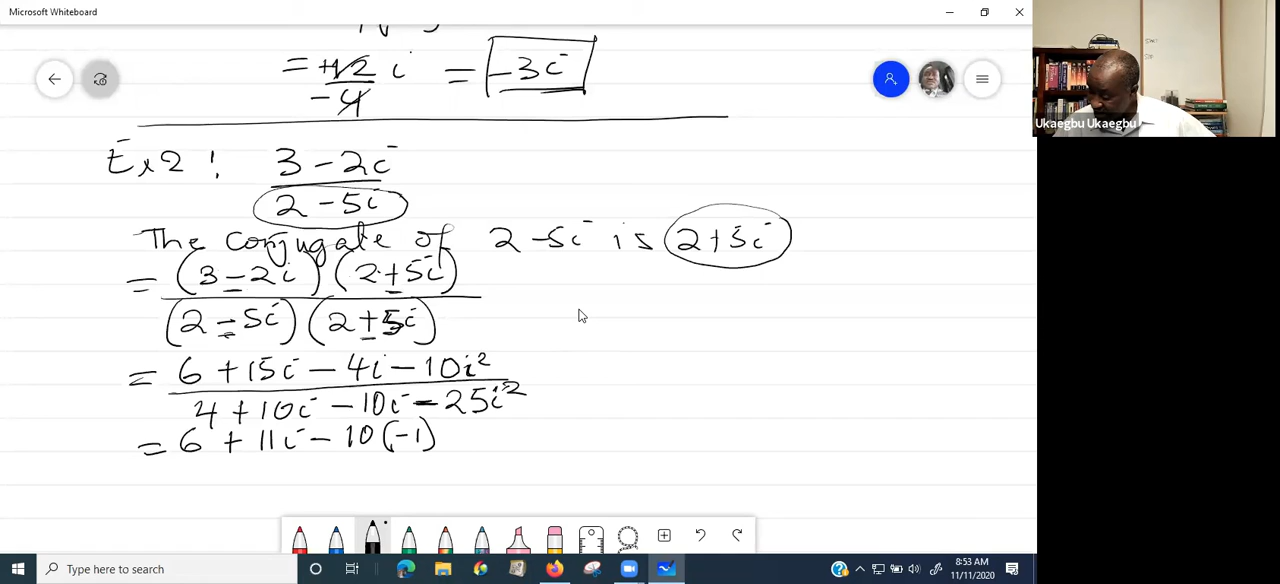 Microsoft Whiteboard
= +12/-4 i = -3i
Ukaegbu Ukaegbu
Ex 2 : 3 - 2i / 2 - 5i
The conjugate of 2 - 5i is 2 + 5i
= (3 - 2i)(2 + 5i) / (2 - 5i)(2 + 5i)
= 6 + 15i - 4i - 10i² / 4 + 10i - 10i - 25i²
= 6 + 11i - 10(-1)
Type here to search
8:53 AM
11/11/2020